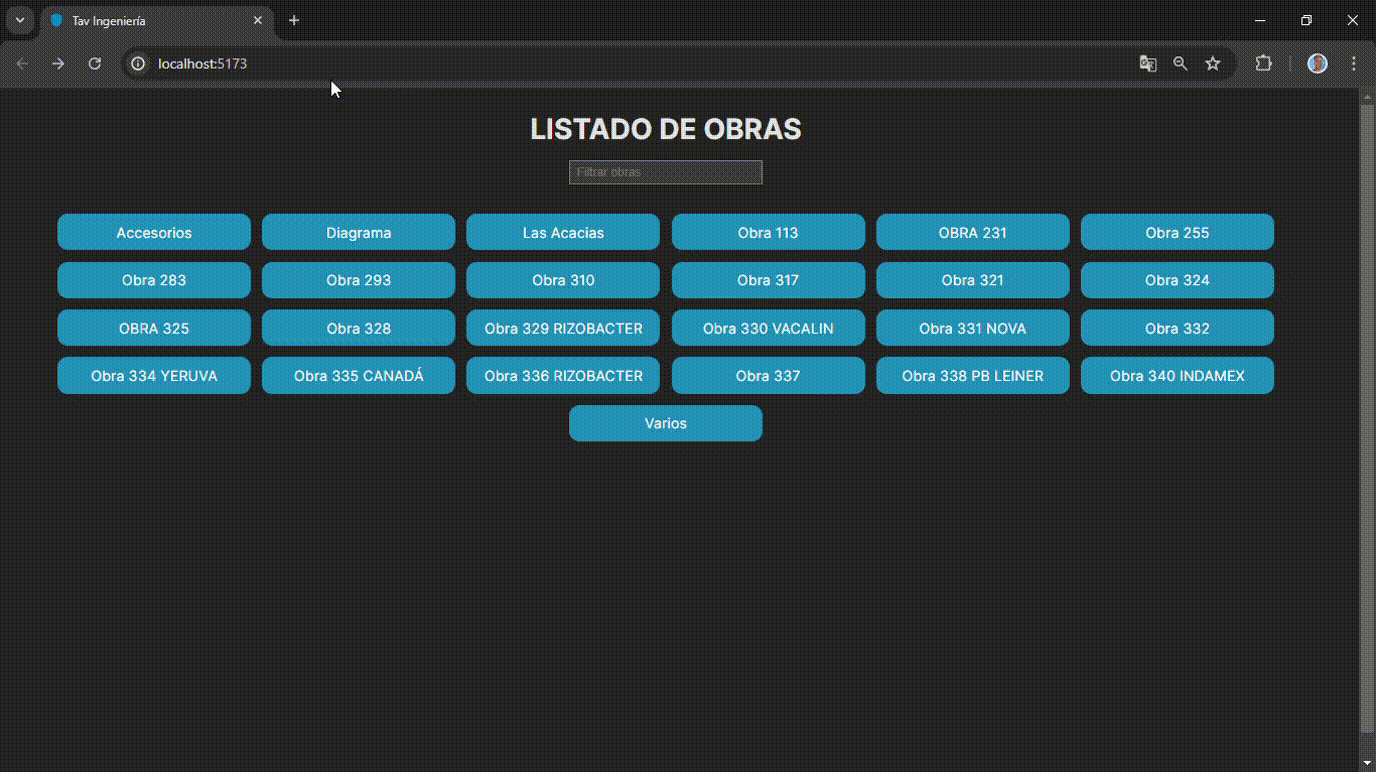 Tav Ingeniería
localhost:5173
LISTADO DE OBRAS
Filtrar obras
Accesorios Diagrama Las Acacias Obra 113 OBRA 231 Obra 255
Obra 283 Obra 293 Obra 310 Obra 317 Obra 321 Obra 324
OBRA 325 Obra 328 Obra 329 RIZOBACTER Obra 330 VACALIN Obra 331 NOVA Obra 332
Obra 334 YERUVA Obra 335 CANADÁ Obra 336 RIZOBACTER Obra 337 Obra 338 PB LEINER Obra 340 INDAMEX
Varios